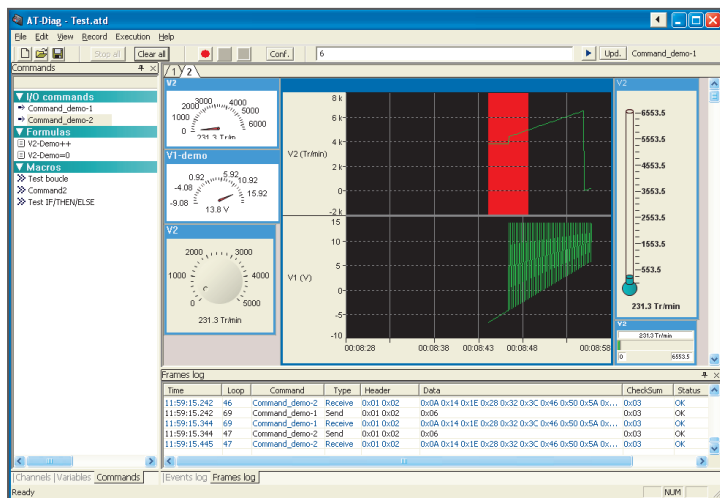 AT-Diag - Test.atd
File Edit View Record Execution Help
Stop all Clear all Conf. 6 Upd. Command_demo-1
Commands
I/O commands
Command_demo-1
Command_demo-2
Formulas
V2-Demo++
V2-Demo=0
Macros
Test boucle
Command2
Test IF/THEN/ELSE
Channels Variables Commands
1 2
V2
0 1000 2000 3000 4000 5000 6000
231.3 Tr/min
V1-demo
-9.08 -4.08 0.92 5.92 10.92 15.92
13.8 V
V2
0 1000 2000 3000 4000 5000
231.3 Tr/min
V2 (Tr/min)
8 k
6 k
4 k
2 k
0
-2 k
V1 (V)
15
10
5
0
-5
-10
00:08:28 00:08:38 00:08:43 00:08:48 00:08:58
V2
6553.5
5553.5
4553.5
3553.5
2553.5
1553.5
553.5
231.3 Tr/min
V2
231.3 Tr/min
0 6553.5
Frames log
Time Loop Command Type Header Data CheckSum Status
11:59:15.242 46 Command_demo-2 Receive 0x01 0x02 0x0A 0x14 0x1E 0x28 0x32 0x3C 0x46 0x50 0x5A 0x... 0x03 OK
11:59:15.242 69 Command_demo-1 Send 0x01 0x02 0x06 0x03 OK
11:59:15.344 69 Command_demo-1 Receive 0x01 0x02 0x0A 0x14 0x1E 0x28 0x32 0x3C 0x46 0x50 0x5A 0x... 0x03 OK
11:59:15.344 47 Command_demo-2 Send 0x01 0x02 0x06 0x03 OK
11:59:15.445 47 Command_demo-2 Receive 0x01 0x02 0x0A 0x14 0x1E 0x28 0x32 0x3C 0x46 0x50 0x5A 0x... 0x03 OK
Events log Frames log
Ready NUM